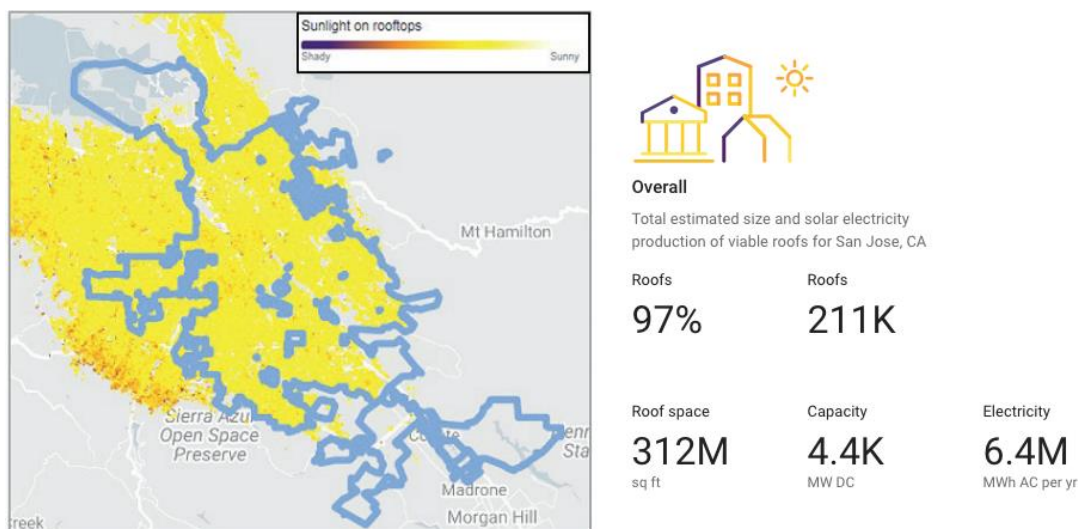 Sunlight on rooftops
Shady
Sunny
Mt Hamilton
Sierra Azu
Open Space
Preserve
Madrone
Morgan Hill
reek
Overall
Total estimated size and solar electricity
production of viable roofs for San Jose, CA
Roofs
Roofs
97%
211K
Roof space
Capacity
Electricity
312M
4.4K
6.4M
sq ft
MW DC
MWh AC per yr